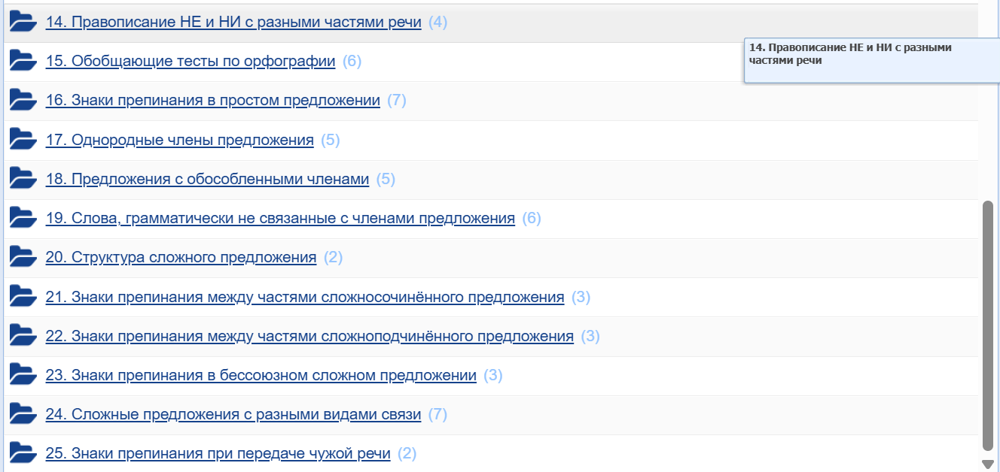 14. Правописание НЕ и НИ с разными частями речи (4)
14. Правописание НЕ и НИ с разными
частями речи
15. Обобщающие тесты по орфографии (6)
16. Знаки препинания в простом предложении (7)
17. Однородные члены предложения (5)
18. Предложения с обособленными членами (5)
19. Слова, грамматически не связанные с членами предложения (6)
20. Структура сложного предложения (2)
21. Знаки препинания между частями сложносочинённого предложения (3)
22. Знаки препинания между частями сложноподчинённого предложения (3)
23. Знаки препинания в бессоюзном сложном предложении (3)
24. Сложные предложения с разными видами связи (7)
25. Знаки препинания при передаче чужой речи (2)